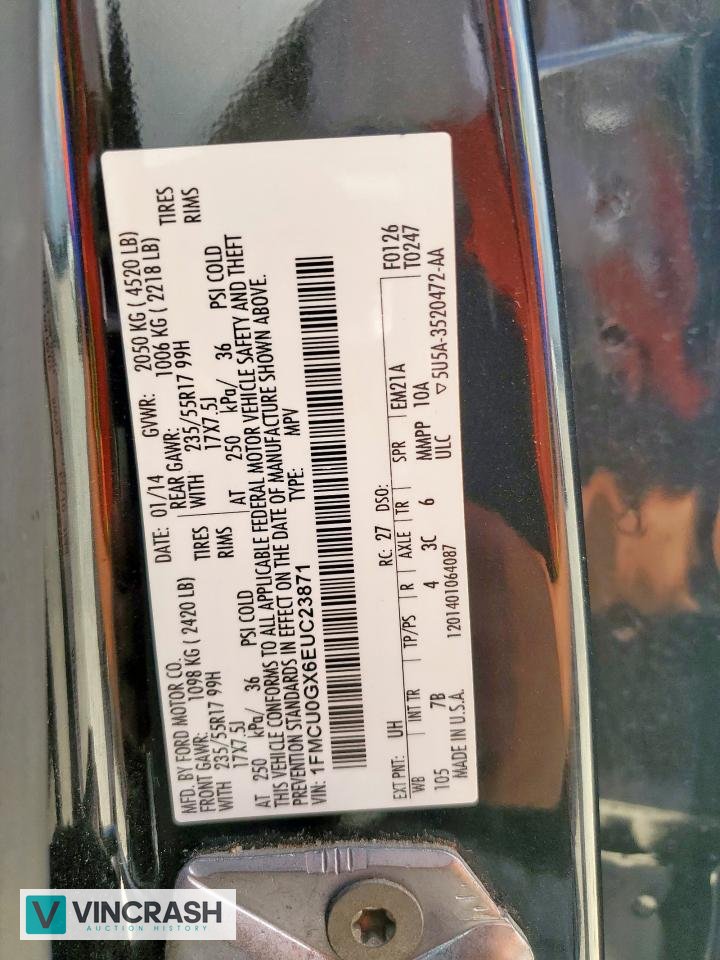 MFD. BY FORD MOTOR CO.
DATE: 01/14 GVWR: 2050 KG ( 4520 LB)
FRONT GAWR: 1098 KG ( 2420 LB) REAR GAWR: 1006 KG ( 2218 LB)
WITH 235/55R17 99H TIRES WITH 235/55R17 99H TIRES
17X7.5J RIMS 17X7.5J RIMS
AT 250 kPa/ 36 PSI COLD AT 250 kPa/ 36 PSI COLD
THIS VEHICLE CONFORMS TO ALL APPLICABLE FEDERAL MOTOR VEHICLE SAFETY AND THEFT
PREVENTION STANDARDS IN EFFECT ON THE DATE OF MANUFACTURE SHOWN ABOVE.
VIN: 1FMCU0GX6EUC23871 TYPE: MPV
F0126
EXT PNT: UH RC: 27 DSO: T0247
WB INT TR TP/PS R AXLE TR SPR EM21A
105 7B 4 3C 6 MMPP 10A
ULC
MADE IN U.S.A. 1201401064087 ▽5U5A-3520472-AA
V VINCRASH
AUCTION HISTORY